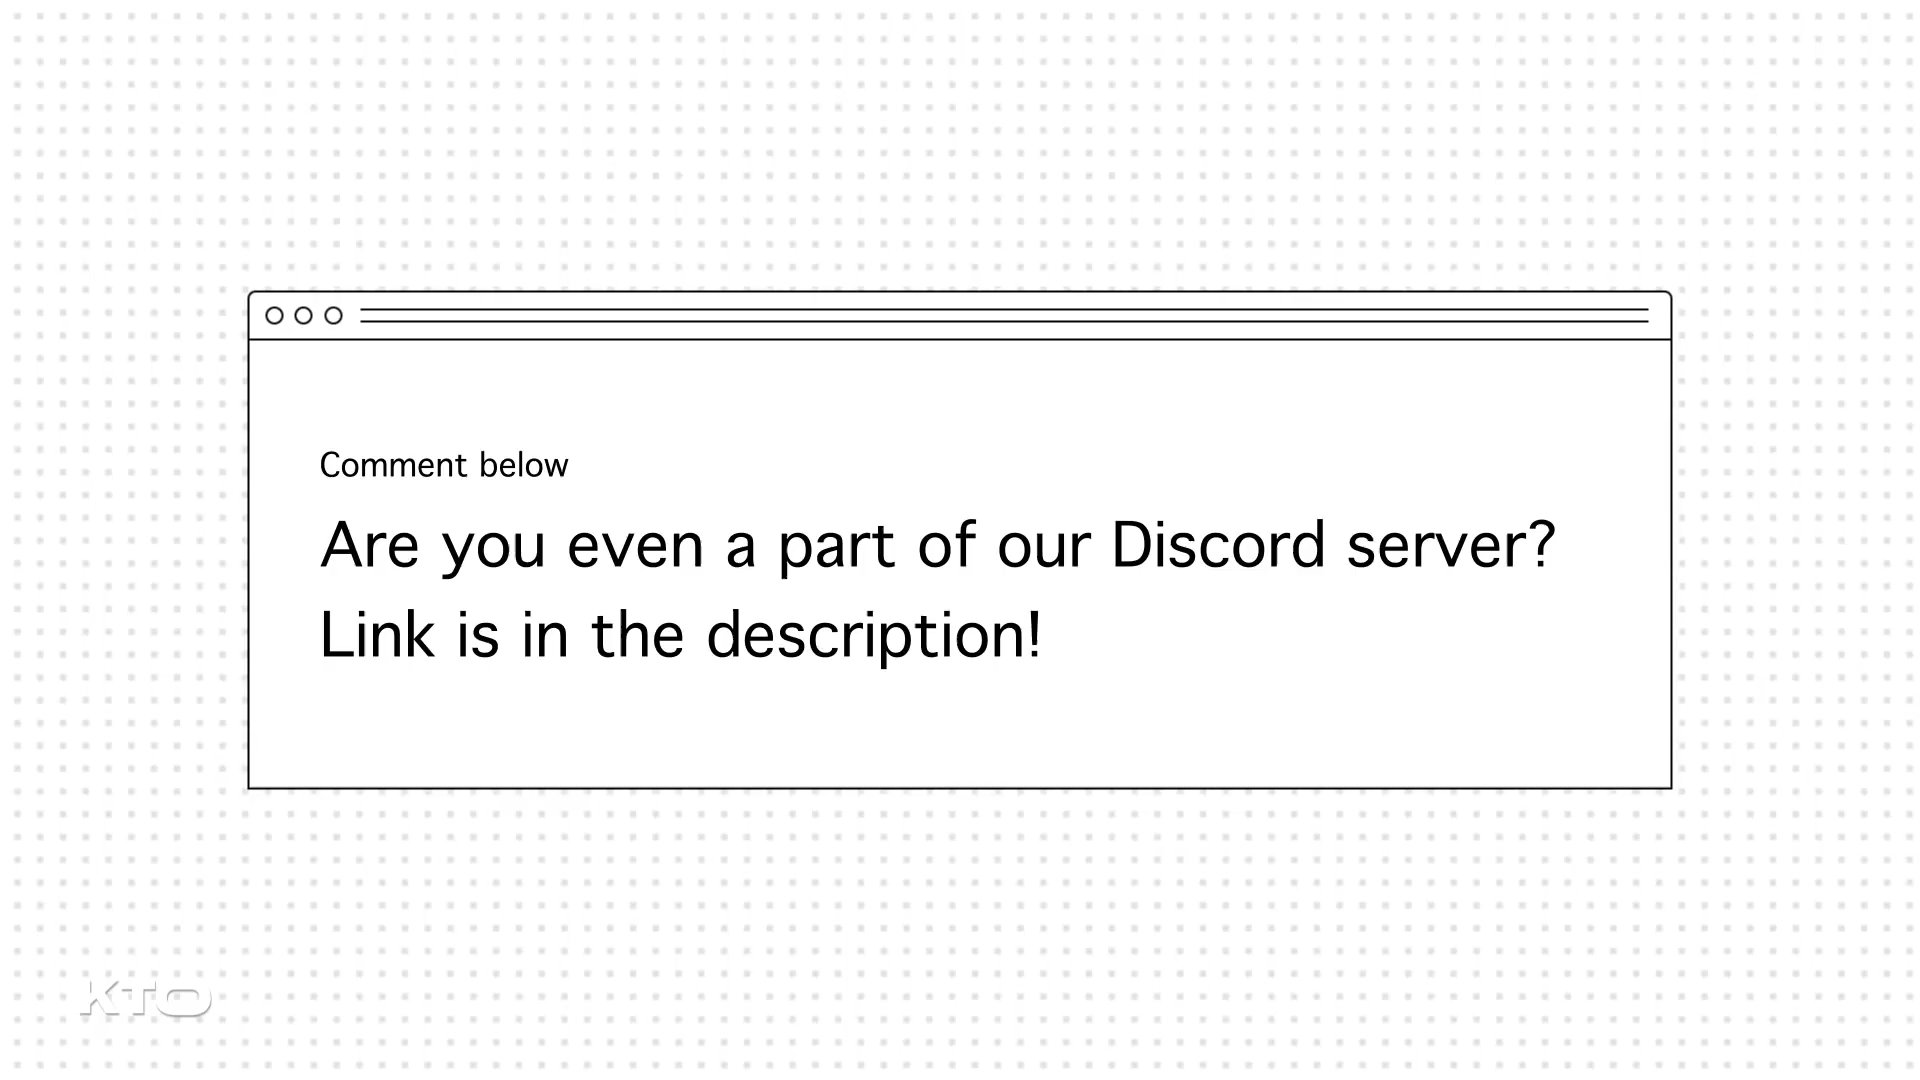 Comment below
Are you even a part of our Discord server?
Link is in the description!
KTO